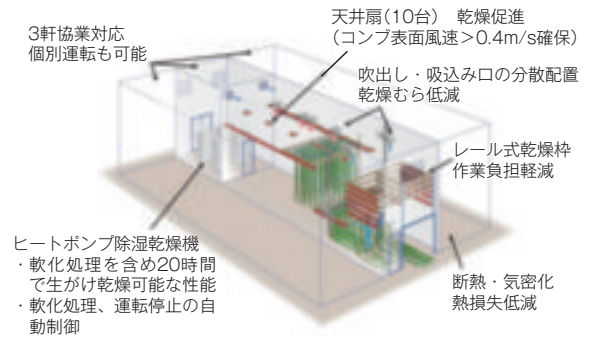 3軒協業対応
個別運転も可能
天井扇(10台) 乾燥促進
(コンブ表面風速>0.4m/s確保)
吹出し・吸込み口の分散配置
乾燥むら低減
レール式乾燥枠
作業負担軽減
ヒートポンプ除湿乾燥機
・軟化処理を含め20時間
で生がけ乾燥可能な性能
・軟化処理、運転停止の自
動制御
断熱・気密化
熱損失低減